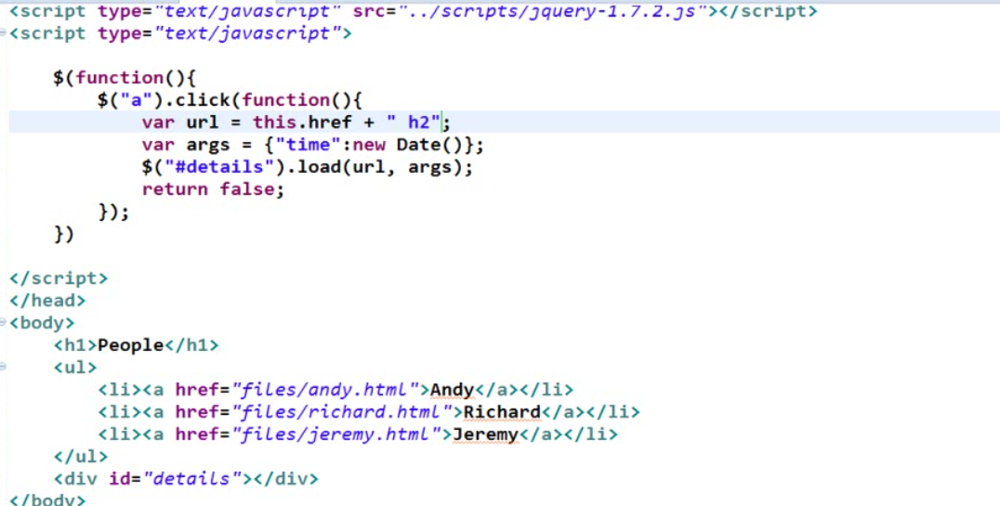 <script type="text/javascript" src="../scripts/jquery-1.7.2.js"></script>
<script type="text/javascript">
$(function(){
$("a").click(function(){
var url = this.href + " h2";
var args = {"time":new Date()};
$("#details").load(url, args);
return false;
});
})
</script>
</head>
<body>
<h1>People</h1>
<ul>
<li><a href="files/andy.html">Andy</a></li>
<li><a href="files/richard.html">Richard</a></li>
<li><a href="files/jeremy.html">Jeremy</a></li>
</ul>
<div id="details"></div>
</body>